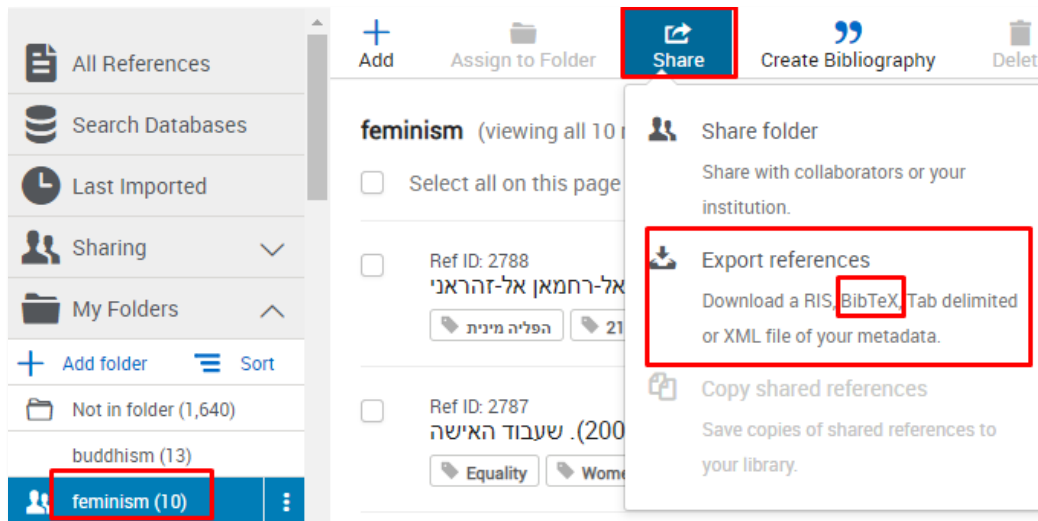 All References
Search Databases
Last Imported
Sharing
My Folders
Add folder Sort
Not in folder (1,640)
buddhism (13)
feminism (10)
Add Assign to Folder Share Create Bibliography Delet
feminism (viewing all 10 r
Select all on this page
Ref ID: 2788
אל-רחמאן אל-זהראני
הפליה מינית 21
Ref ID: 2787
200). שעבוד האישה
Equality Wome
Share folder
Share with collaborators or your
institution.
Export references
Download a RIS, BibTeX, Tab delimited
or XML file of your metadata.
Copy shared references
Save copies of shared references to
your library.